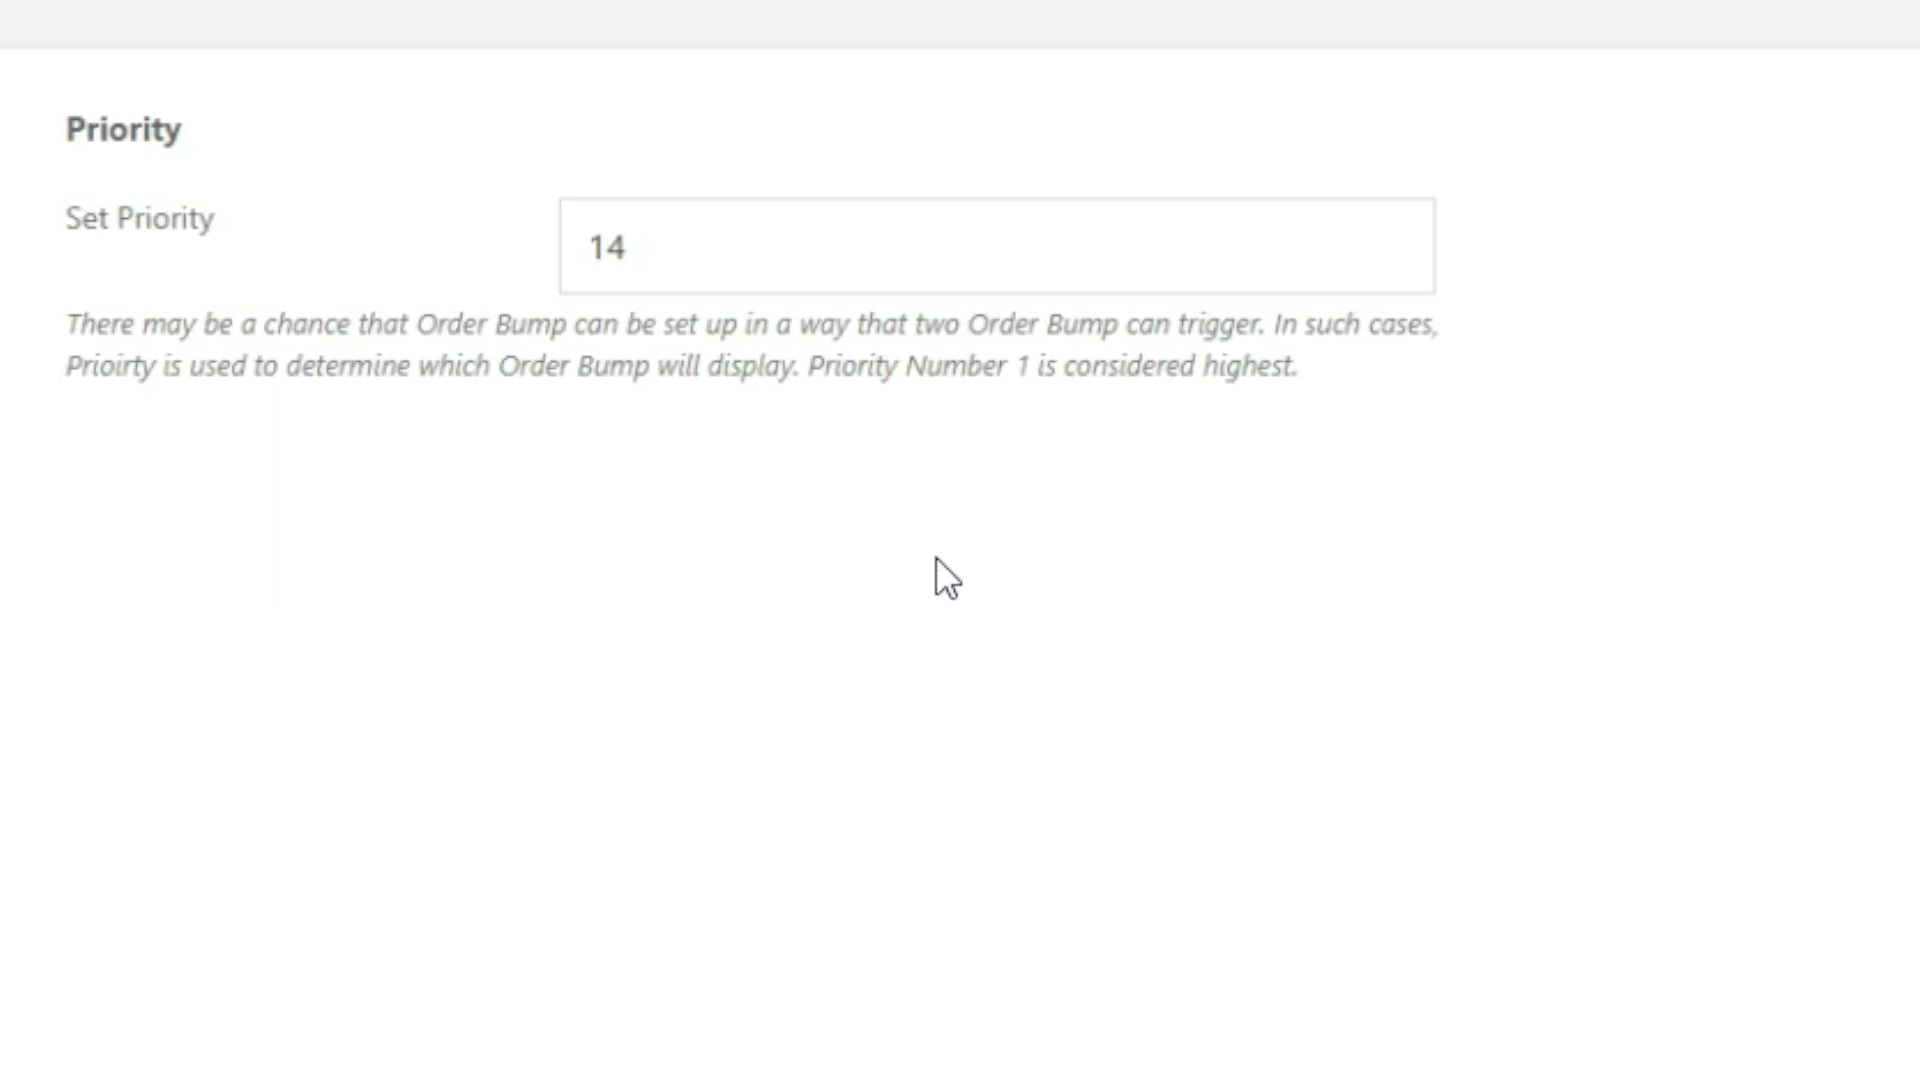 Priority
Set Priority
14
There may be a chance that Order Bump can be set up in a way that two Order Bump can trigger. In such cases,
Prioirty is used to determine which Order Bump will display. Priority Number 1 is considered highest.